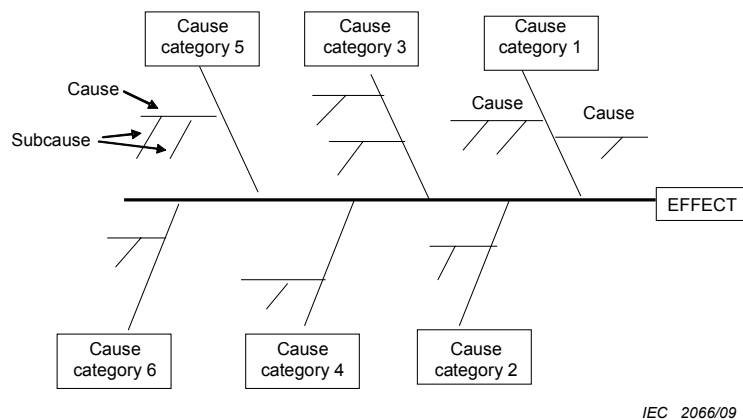 Cause
category 5
Cause
category 3
Cause
category 1
Cause
Cause
Cause
Subcause
EFFECT
Cause
category 6
Cause
category 4
Cause
category 2
IEC 2066/09